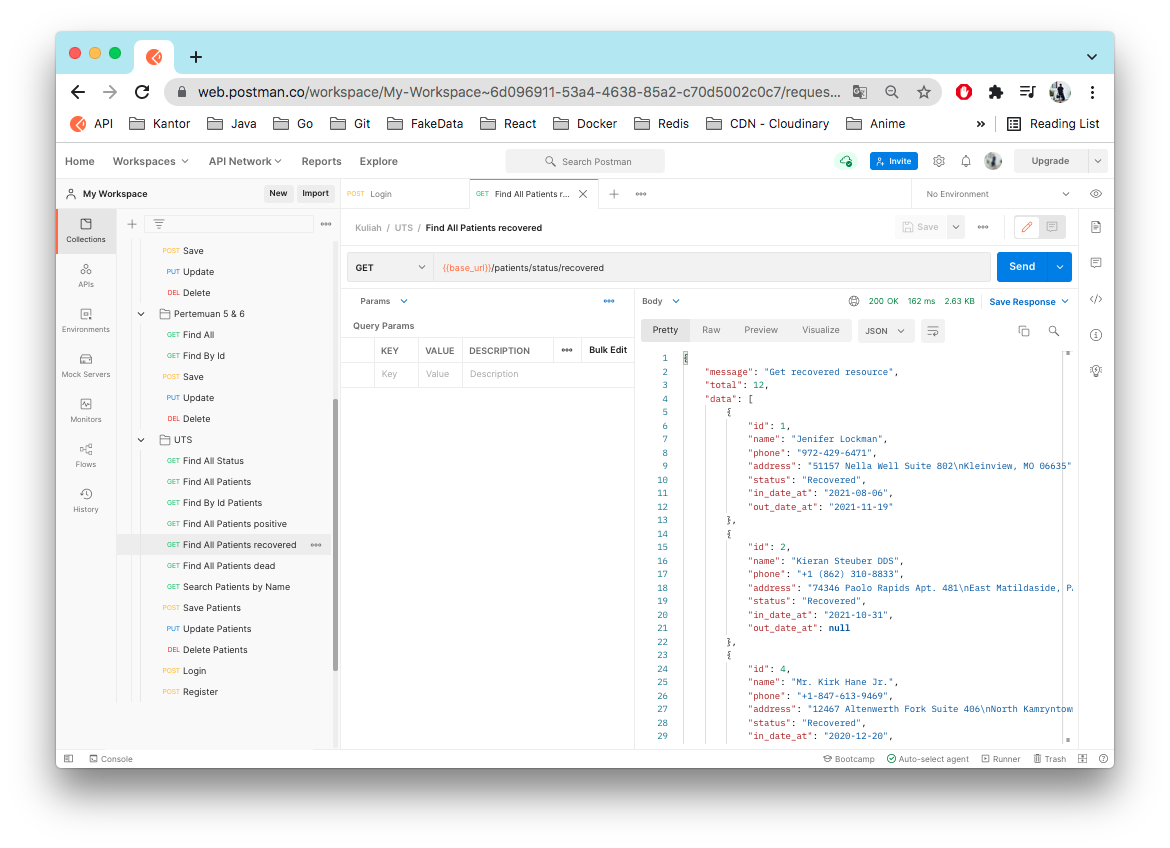 web.postman.co/workspace/My-Workspace~6d096911-53a4-4638-85a2-c70d5002c0c7/reques...
API Kantor Java Go Git FakeData React Docker Redis CDN - Cloudinary Anime » Reading List
Home Workspaces API Network Reports Explore Search Postman Invite Upgrade
My Workspace New Import
POST Login GET Find All Patients r... No Environment
Collections
APIs
Environments
Mock Servers
Monitors
Flows
History
POST Save
PUT Update
DEL Delete
Pertemuan 5 & 6
GET Find All
GET Find By Id
POST Save
PUT Update
DEL Delete
UTS
GET Find All Status
GET Find All Patients
GET Find By Id Patients
GET Find All Patients positive
GET Find All Patients recovered
GET Find All Patients dead
GET Search Patients by Name
POST Save Patients
PUT Update Patients
DEL Delete Patients
POST Login
POST Register
Kuliah / UTS / Find All Patients recovered Save
GET {{base_url}}/patients/status/recovered Send
Params
Query Params
KEY VALUE DESCRIPTION Bulk Edit
Key Value Description
Body 200 OK 162 ms 2.63 KB Save Response
Pretty Raw Preview Visualize JSON
1 {
2 "message": "Get recovered resource",
3 "total": 12,
4 "data": [
5 {
6 "id": 1,
7 "name": "Jenifer Lockman",
8 "phone": "972-429-6471",
9 "address": "51157 Nella Well Suite 802\nKleinview, MO 06635"
10 "status": "Recovered",
11 "in_date_at": "2021-08-06",
12 "out_date_at": "2021-11-19"
13 },
14 {
15 "id": 2,
16 "name": "Kieran Steuber DDS",
17 "phone": "+1 (862) 310-8833",
18 "address": "74346 Paolo Rapids Apt. 481\nEast Matildaside, PA
19 "status": "Recovered",
20 "in_date_at": "2021-10-31",
21 "out_date_at": null
22 },
23 {
24 "id": 4,
25 "name": "Mr. Kirk Hane Jr.",
26 "phone": "+1-847-613-9469",
27 "address": "12467 Altenwerth Fork Suite 406\nNorth Kamryntow
28 "status": "Recovered",
29 "in_date_at": "2020-12-20",
Console Bootcamp Auto-select agent Runner Trash